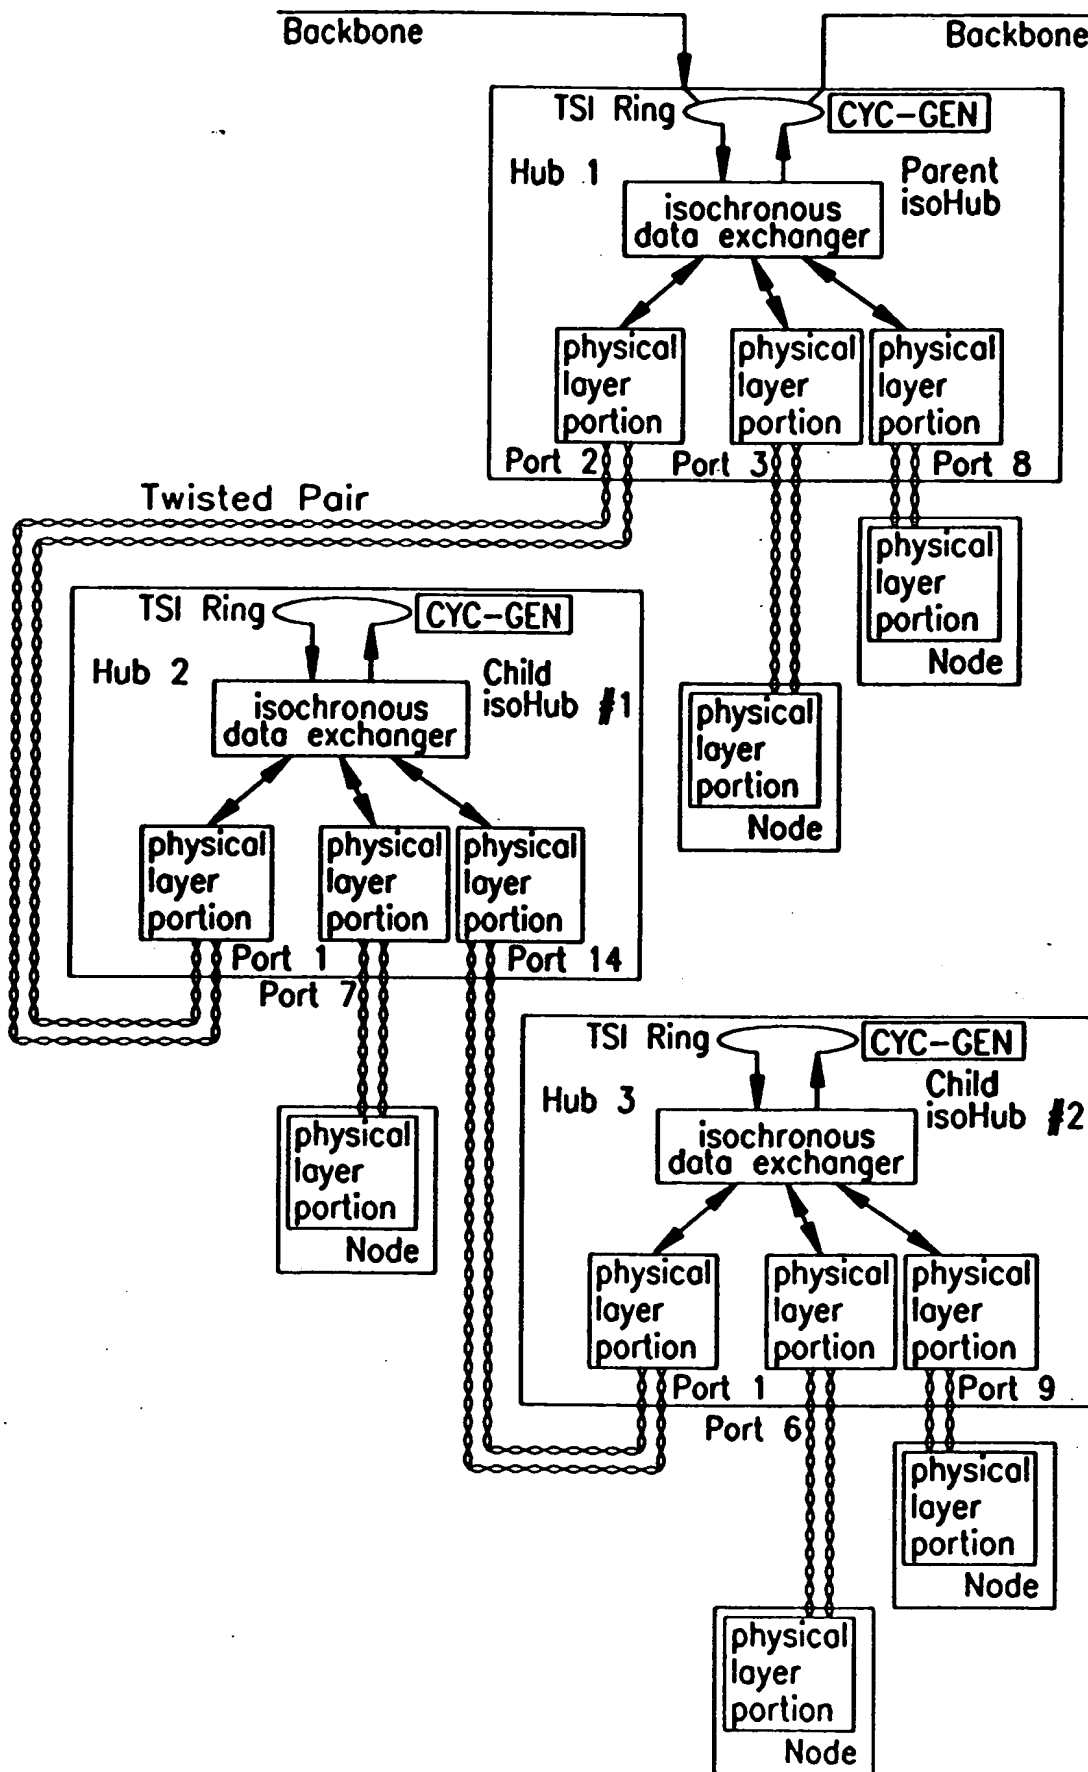 Backbone
Backbone
TSI Ring
CYC-GEN
Hub 1
Parent
isoHub
isochronous
data exchanger
physical
layer
portion
physical
layer
portion
physical
layer
portion
Port 2
Port 3
Port 8
Twisted Pair
physical
layer
portion
Node
TSI Ring
CYC-GEN
Hub 2
Child
isoHub #1
isochronous
data exchanger
physical
layer
portion
Node
physical
layer
portion
physical
layer
portion
physical
layer
portion
Port 1
Port 14
Port 7
TSI Ring
CYC-GEN
Hub 3
Child
isoHub #2
isochronous
data exchanger
physical
layer
portion
Node
physical
layer
portion
physical
layer
portion
physical
layer
portion
Port 1
Port 9
Port 6
physical
layer
portion
Node
physical
layer
portion
Node